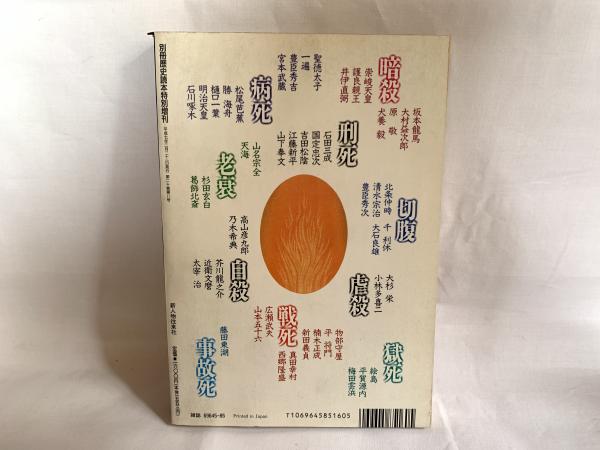 暗殺
崇峻天皇
護良親王
井伊直弼
坂本龍馬
大村益次郎
原 敬
犬養 毅
聖徳太子
一遍
豊臣秀吉
宮本武蔵
病死
松尾芭蕉
勝 海舟
樋口一葉
明治天皇
石川啄木
刑死
石田三成
国定忠次
吉田松陰
江藤新平
山下奉文
山名宗全
天海
老衰
杉田玄白
葛飾北斎
切腹
北条仲時
清水宗治
豊臣秀次
千 利休
大石良雄
高山彦九郎
乃木希典
自殺
芥川龍之介
近衛文麿
太宰 治
大杉 栄
小林多喜二
虐殺
戦死
広瀬武夫
山本五十六
物部守屋
平 将門
楠木正成
新田義貞
真田幸村
西郷隆盛
獄死
絵島
平賀源内
梅田雲浜
藤田東湖
事故死
別冊歴史読本特別増刊
新人物往来社
雑誌 69645-85
Printed in Japan
T1069645851605